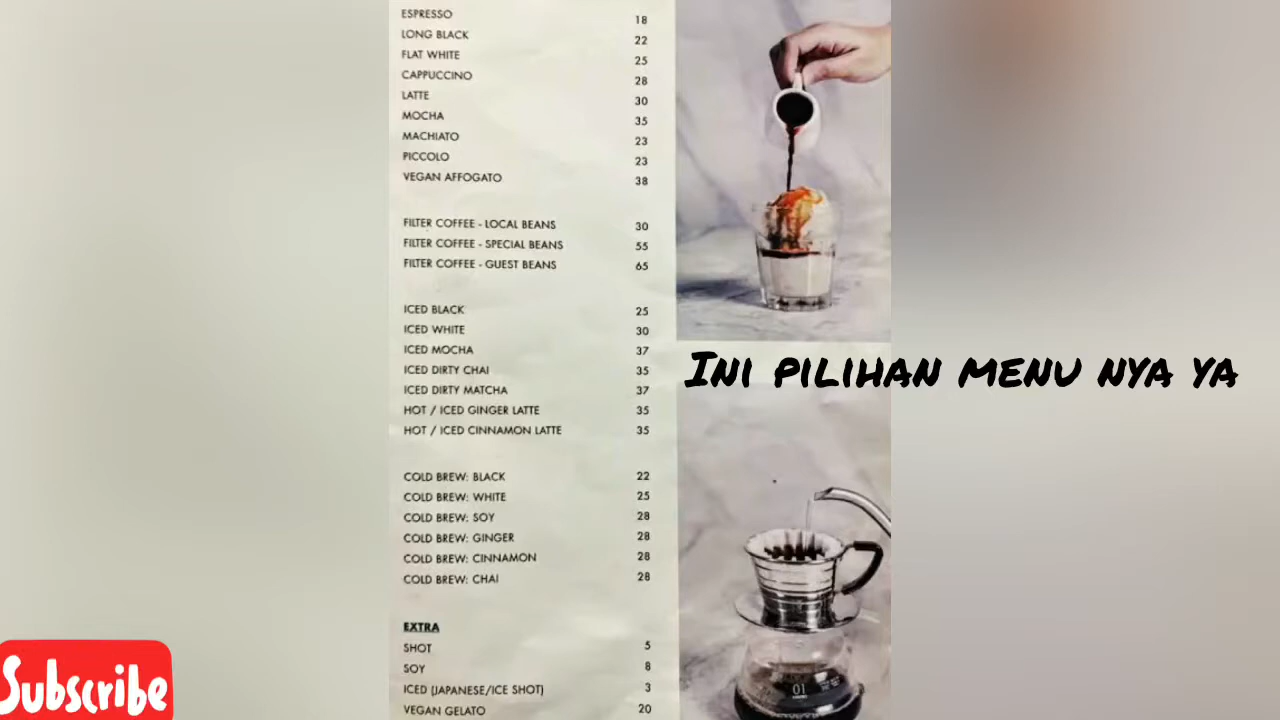 ESPRESSO 18
LONG BLACK 22
FLAT WHITE 25
CAPPUCCINO 28
LATTE 30
MOCHA 35
MACHIATO 23
PICCOLO 23
VEGAN AFFOGATO 38
FILTER COFFEE - LOCAL BEANS 30
FILTER COFFEE - SPECIAL BEANS 55
FILTER COFFEE - GUEST BEANS 65
ICED BLACK 25
ICED WHITE 30
ICED MOCHA 37
ICED DIRTY CHAI 35
ICED DIRTY MATCHA 37
HOT / ICED GINGER LATTE 35
HOT / ICED CINNAMON LATTE 35
COLD BREW: BLACK 22
COLD BREW: WHITE 25
COLD BREW: SOY 28
COLD BREW: GINGER 28
COLD BREW: CINNAMON 28
COLD BREW: CHAI 28
EXTRA
SHOT 5
SOY 8
ICED (JAPANESE/ICE SHOT) 3
VEGAN GELATO 20
INI PILIHAN MENU NYA YA
01
Subscribe